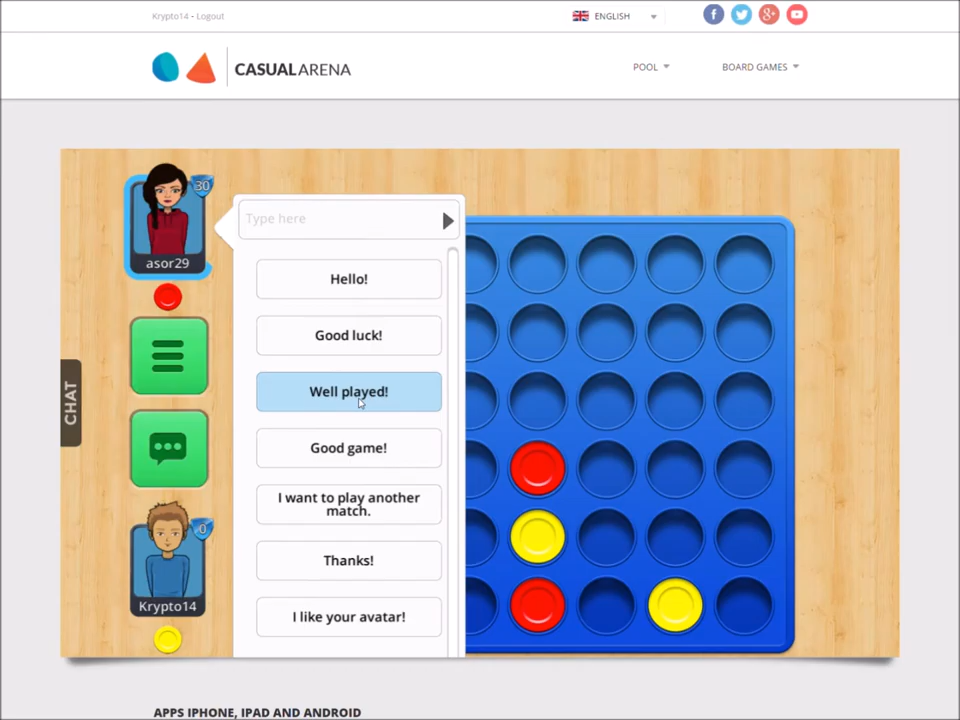 Krypto14 - Logout
ENGLISH
CASUALARENA
POOL
BOARD GAMES
30
asor29
Type here
Hello!
Good luck!
Well played!
Good game!
I want to play another
match.
Thanks!
I like your avatar!
CHAT
0
Krypto14
APPS IPHONE, IPAD AND ANDROID